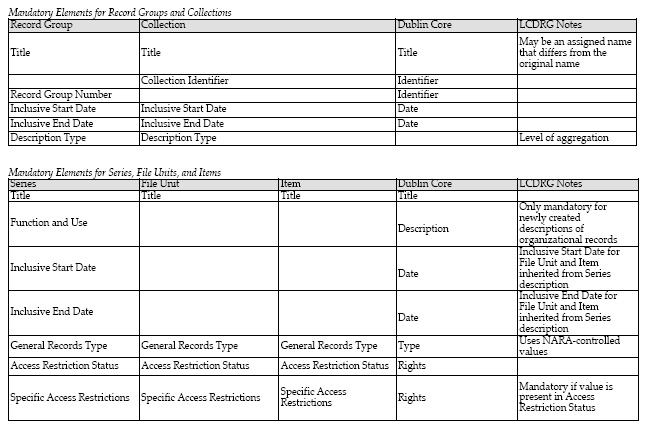 Mandatory Elements for Record Groups and Collections
Record Group Collection Dublin Core LCDRG Notes
Title Title Title May be an assigned name
that differs from the
original name
Collection Identifier Identifier
Record Group Number Identifier
Inclusive Start Date Inclusive Start Date Date
Inclusive End Date Inclusive End Date Date
Description Type Description Type Level of aggregation
Mandatory Elements for Series, File Units, and Items
Series File Unit Item Dublin Core LCDRG Notes
Title Title Title Title
Function and Use Description Only mandatory for
newly created
descriptions of
organizational records
Inclusive Start Date Date Inclusive Start Date for
File Unit and Item
inherited from Series
description
Inclusive End Date Date Inclusive End Date for
File Unit and Item
inherited from Series
description
General Records Type General Records Type General Records Type Type Uses NARA-controlled
values
Access Restriction Status Access Restriction Status Access Restriction Status Rights
Specific Access Restrictions Specific Access Restrictions Specific Access
Restrictions Rights Mandatory if value is
present in Access
Restriction Status